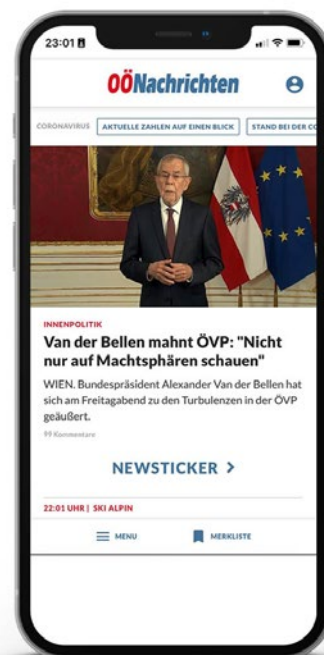 23:01
OÖNachrichten
CORONAVIRUS AKTUELLE ZAHLEN AUF EINEN BLICK STAND BEI DER CO
INNENPOLITIK
Van der Bellen mahnt ÖVP: "Nicht
nur auf Machtsphären schauen"
WIEN. Bundespräsident Alexander Van der Bellen hat
sich am Freitagabend zu den Turbulenzen in der ÖVP
geäußert.
99 Kommentare
NEWSTICKER >
22:01 UHR | SKI ALPIN
MENU MERKLISTE